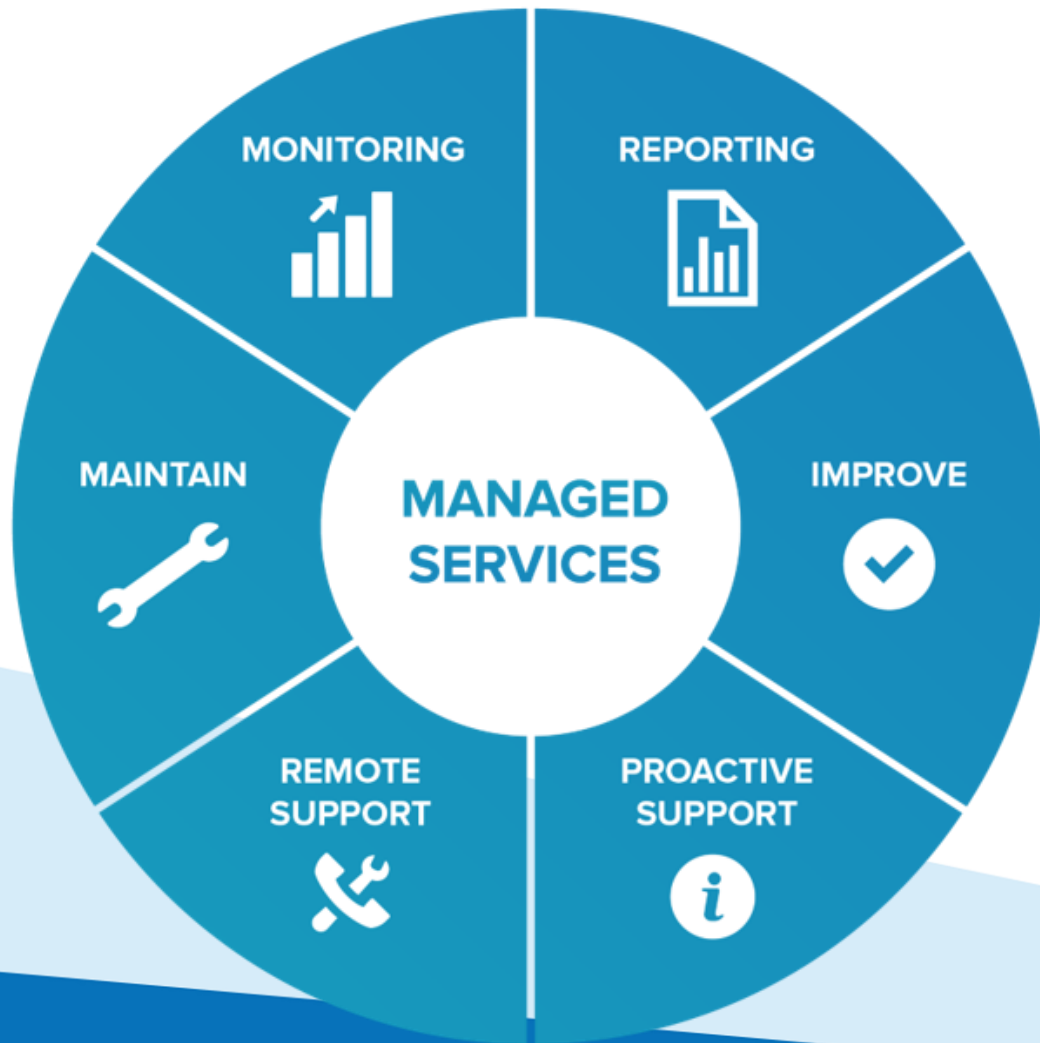 MONITORING
REPORTING
MAINTAIN
MANAGED
SERVICES
IMPROVE
REMOTE
SUPPORT
PROACTIVE
SUPPORT